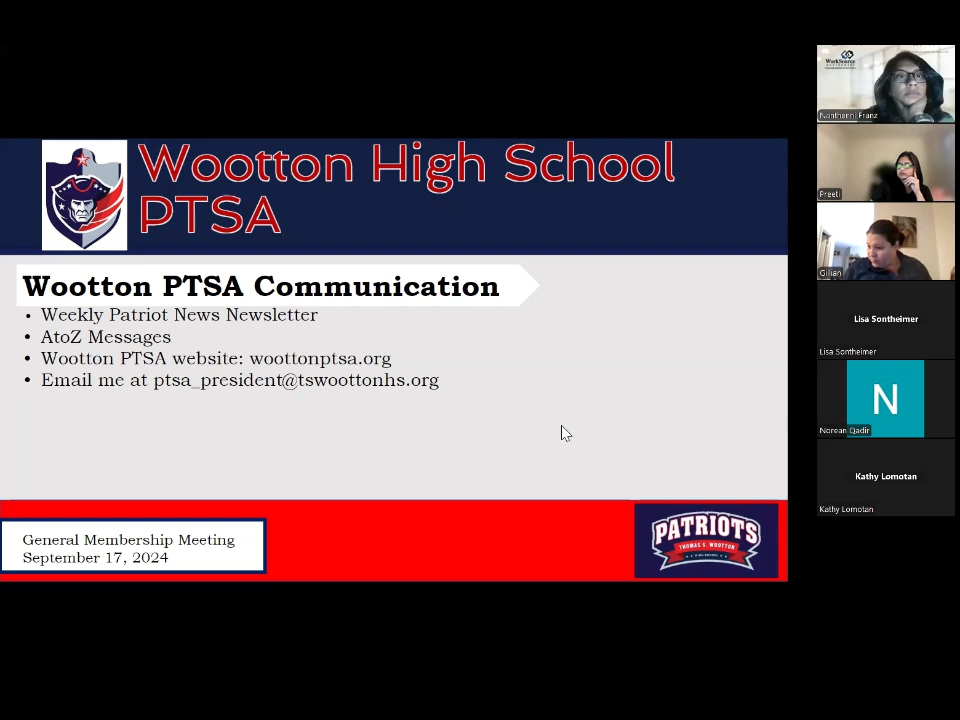 Wootton High School
PTSA
Wootton PTSA Communication
• Weekly Patriot News Newsletter
• AtoZ Messages
• Wootton PTSA website: woottonptsa.org
• Email me at ptsa_president@tswoottonhs.org
General Membership Meeting
September 17, 2024
PATRIOTS
THOMAS S. WOOTTON
WorkSource
Preeti
Gillian
Lisa Sontheimer
Lisa Sontheimer
N
Norean Qadir
Kathy Lomotan
Kathy Lomotan